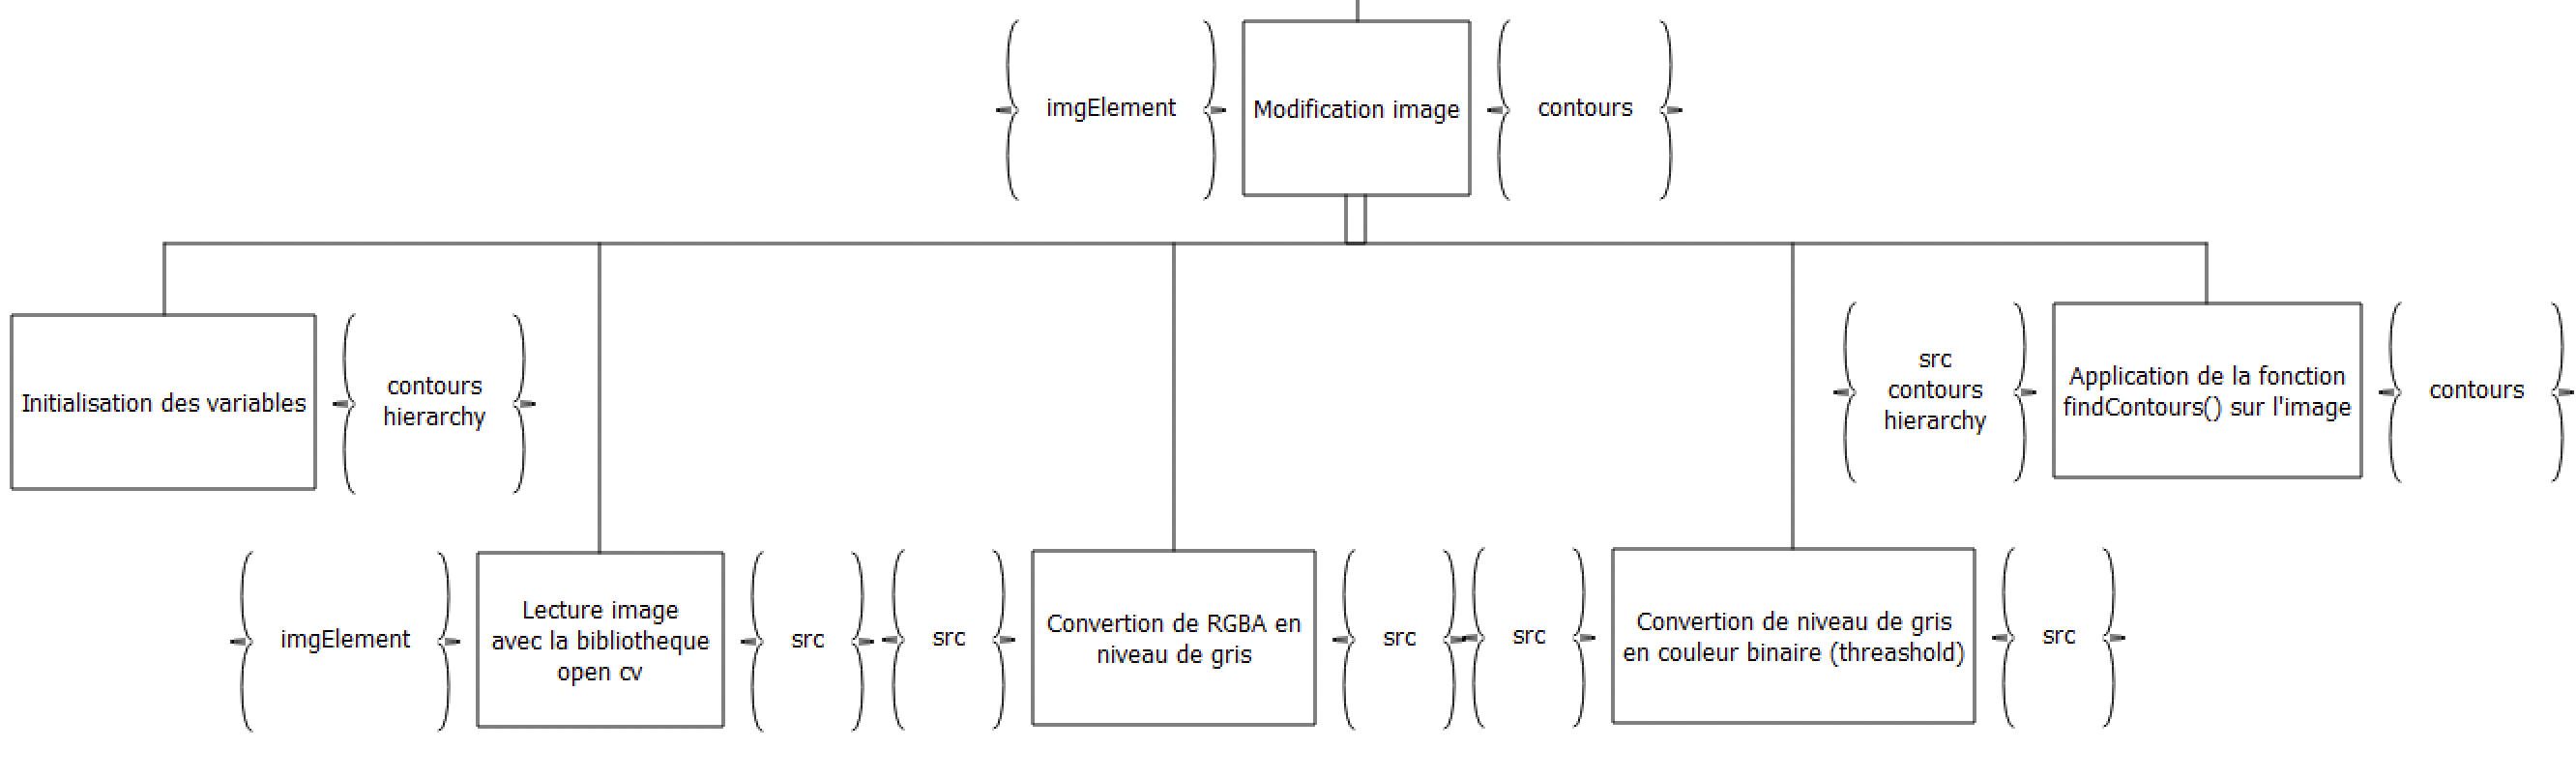 imgElement
Modification image
contours
Initialisation des variables
contours
hierarchy
src
contours
hierarchy
Application de la fonction
findContours() sur l'image
contours
imgElement
Lecture image
avec la bibliotheque
open cv
src
src
Convertion de RGBA en
niveau de gris
src
src
Convertion de niveau de gris
en couleur binaire (threashold)
src